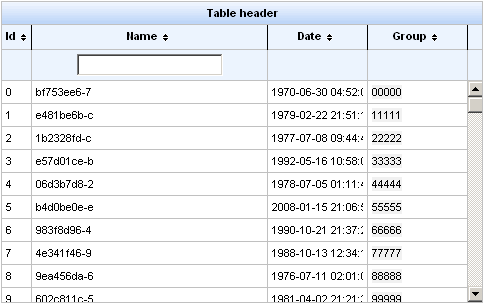 Table header
Id Name Date Group
0 bf753ee6-7 1970-06-30 04:52:0 00000
1 e481be6b-c 1979-02-22 21:51:1 11111
2 1b2328fd-c 1977-07-08 09:44:4 22222
3 e57d01ce-b 1992-05-16 10:58:0 33333
4 06d3b7d8-2 1978-07-05 01:11:4 44444
5 b4d0be0e-e 2008-01-15 21:06:5 55555
6 983f8d96-4 1990-10-21 21:37:2 66666
7 4e341f46-9 1988-10-13 12:34:1 77777
8 9ea456da-6 1976-07-11 02:01:0 88888
9 602c811c-5 1981-04-02 21:21:2 99999